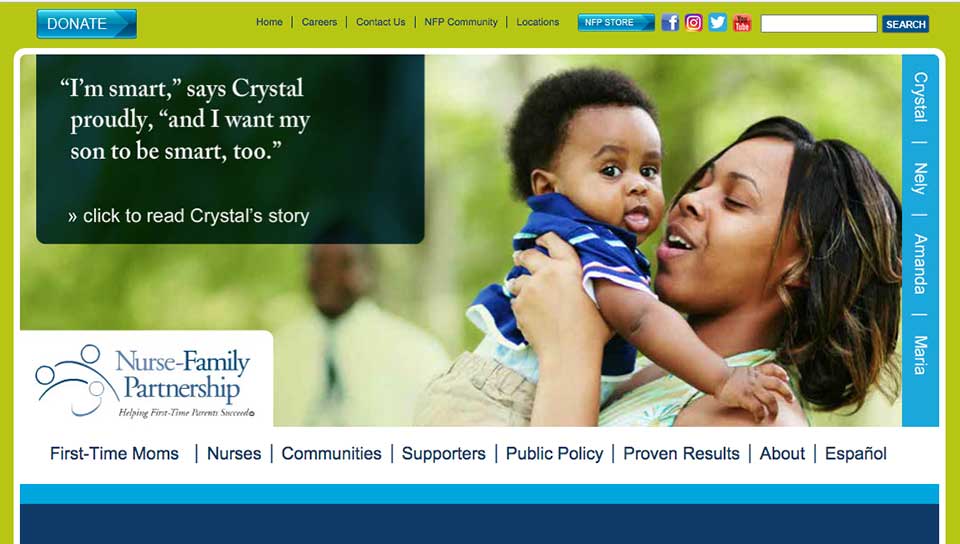 DONATE
Home | Careers | Contact Us | NFP Community | Locations
NFP STORE
You
Tube
SEARCH
“I’m smart,” says Crystal
proudly, “and I want my
son to be smart, too.”
» click to read Crystal’s story
Crystal | Nely | Amanda | Maria
Nurse-Family
Partnership
Helping First-Time Parents Succeed
First-Time Moms | Nurses | Communities | Supporters | Public Policy | Proven Results | About | Español